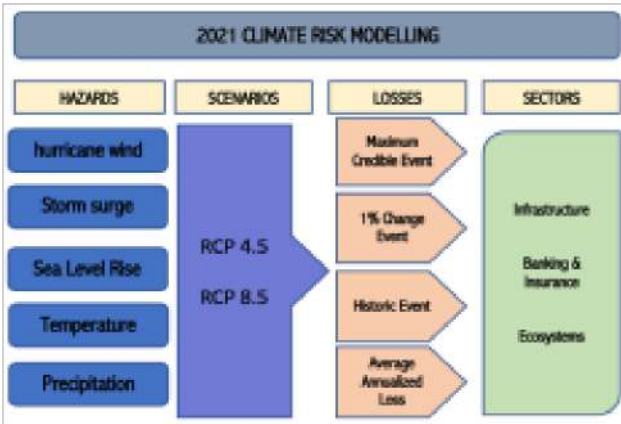 2021 CLIMATE RISK MODELLING
HAZARDS
SCENARIOS
LOSSES
SECTORS
hurricane wind
Storm surge
Sea Level Rise
Temperature
Precipitation
RCP 4.5
RCP 8.5
Maximum
Credible Event
1% Change
Event
Historic Event
Average
Annualized
Loss
Infrastructure
Banking &
Insurance
Ecosystems